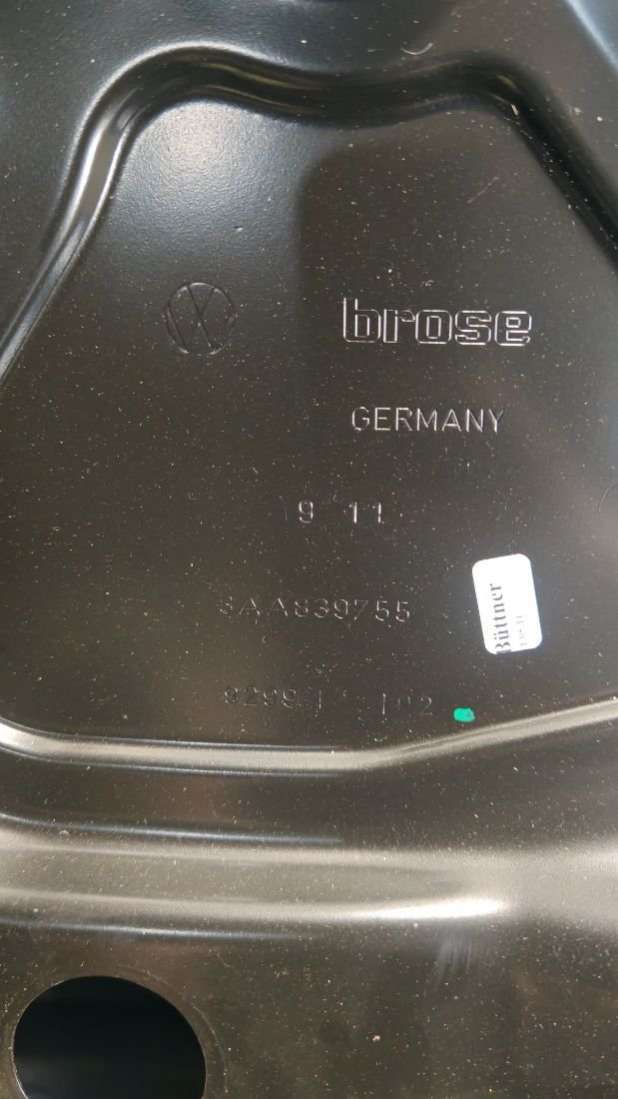 brose
GERMANY
9 11
3AA839755
Büttner